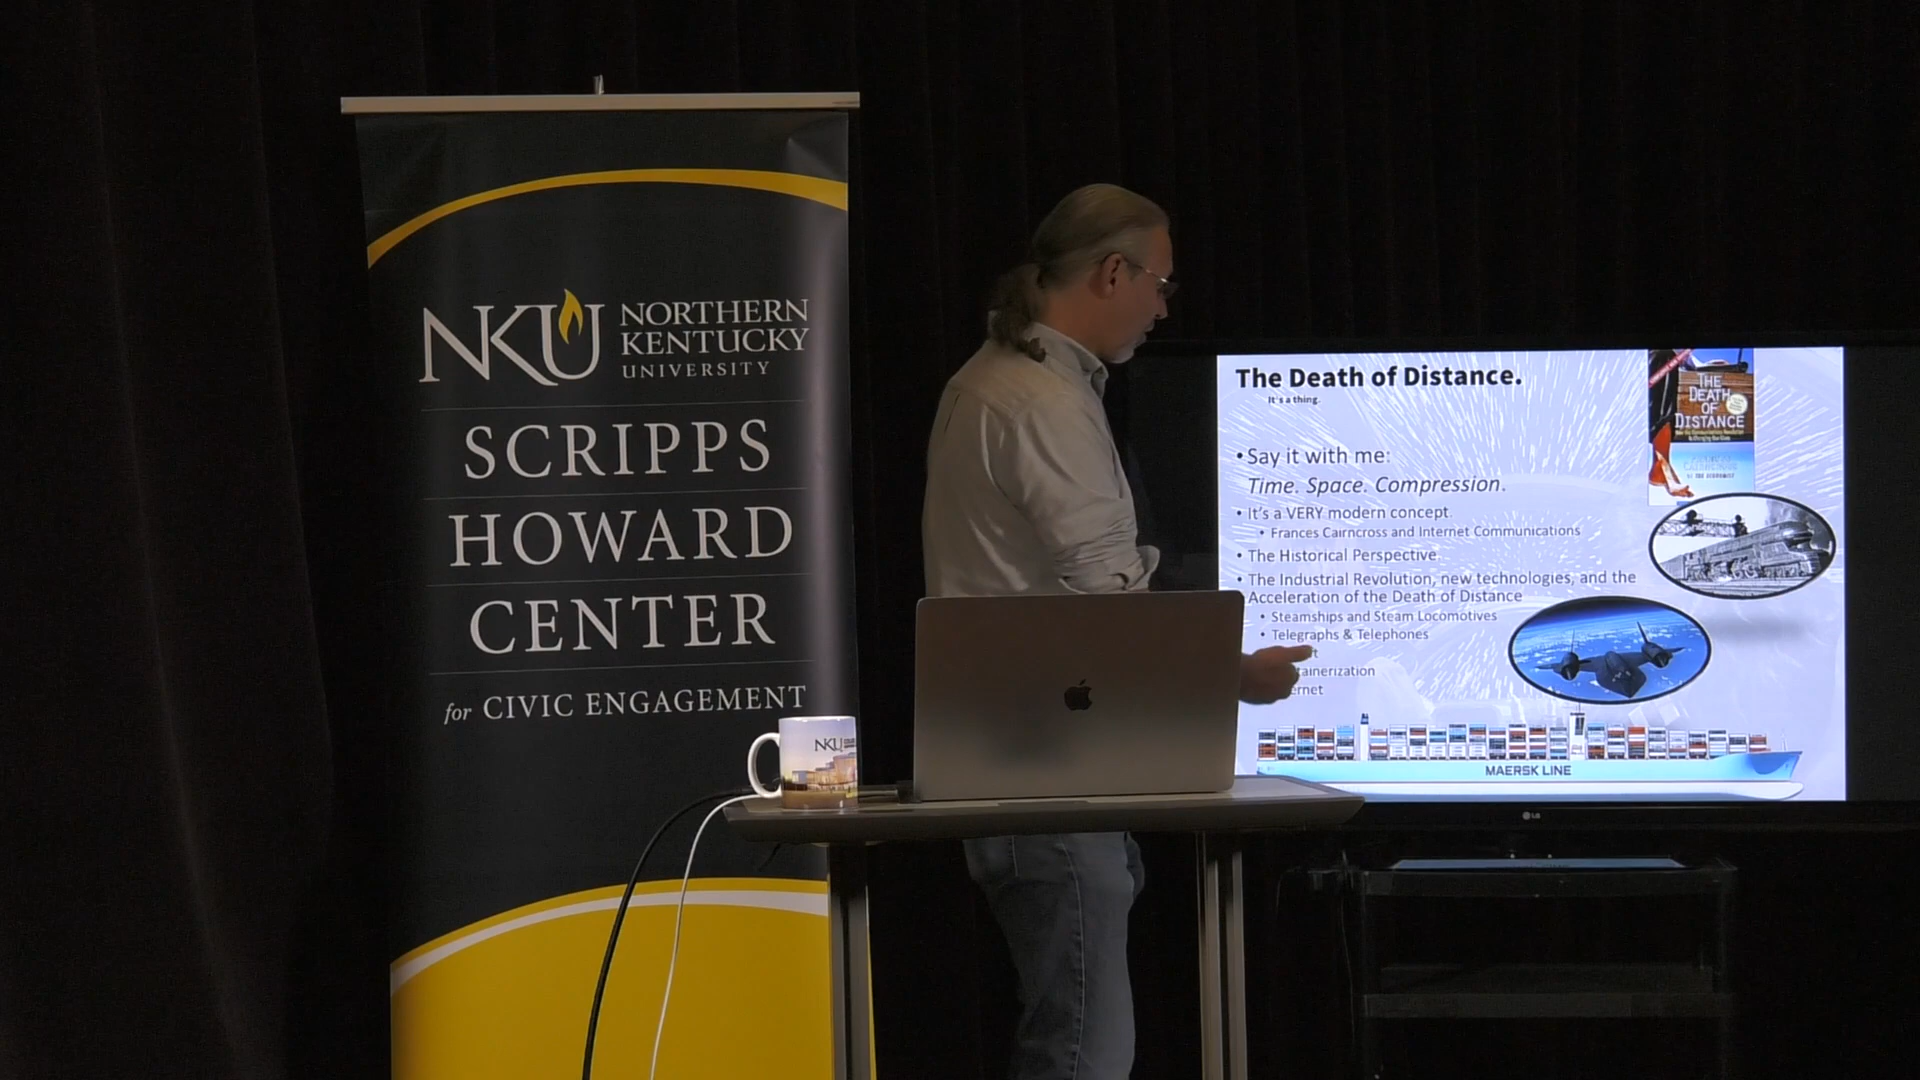 NKU
NORTHERN
KENTUCKY
UNIVERSITY
SCRIPPS
HOWARD
CENTER
for CIVIC ENGAGEMENT
NKU
The Death of Distance.
It's a thing.
• Say it with me:
Time. Space. Compression.
• It's a VERY modern concept.
• Frances Cairncross and Internet Communications
• The Historical Perspective
• The Industrial Revolution, new technologies, and the
Acceleration of the Death of Distance
• Steamships and Steam Locomotives
• Telegraphs & Telephones
tainerization
ernet
THE
DEATH
OF
DISTANCE
MAERSK LINE
LG